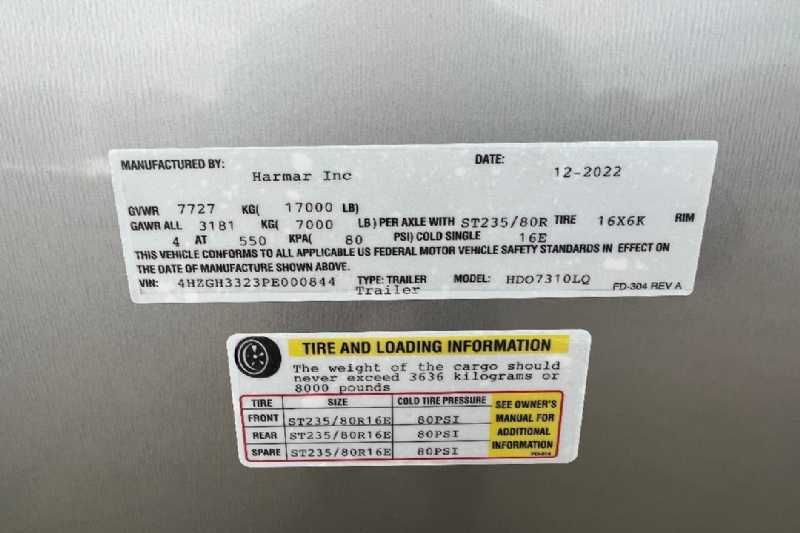 MANUFACTURED BY: Harmar Inc DATE: 12-2022
GVWR 7727 KG( 17000 LB)
GAWR ALL 3181 KG( 7000 LB) PER AXLE WITH ST235/80R TIRE 16X6K RIM
4 AT 550 KPA( 80 PSI) COLD SINGLE 16E
THIS VEHICLE CONFORMS TO ALL APPLICABLE US FEDERAL MOTOR VEHICLE SAFETY STANDARDS IN EFFECT ON
THE DATE OF MANUFACTURE SHOWN ABOVE.
VIN: 4HZGH3323PE000844 TYPE: TRAILER MODEL: HDO7310LQ
Trailer FD-304 REV A
TIRE AND LOADING INFORMATION
The weight of the cargo should
never exceed 3636 kilograms or
8000 pounds
TIRE SIZE COLD TIRE PRESSURE
FRONT ST235/80R16E 80PSI
REAR ST235/80R16E 80PSI
SPARE ST235/80R16E 80PSI
SEE OWNER'S
MANUAL FOR
ADDITIONAL
INFORMATION